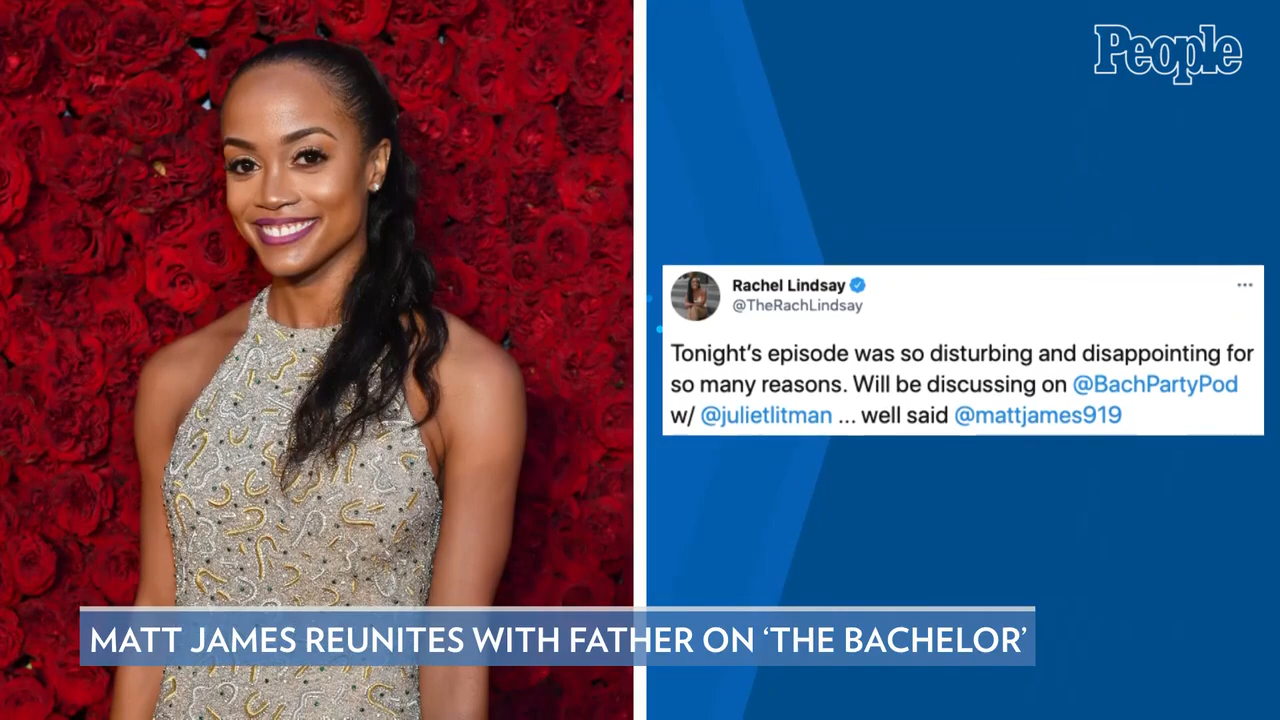 People
Rachel Lindsay
@TheRachLindsay
Tonight's episode was so disturbing and disappointing for
so many reasons. Will be discussing on @BachPartyPod
w/ @julietlitman ... well said @mattjames919
MATT JAMES REUNITES WITH FATHER ON ‘THE BACHELOR’